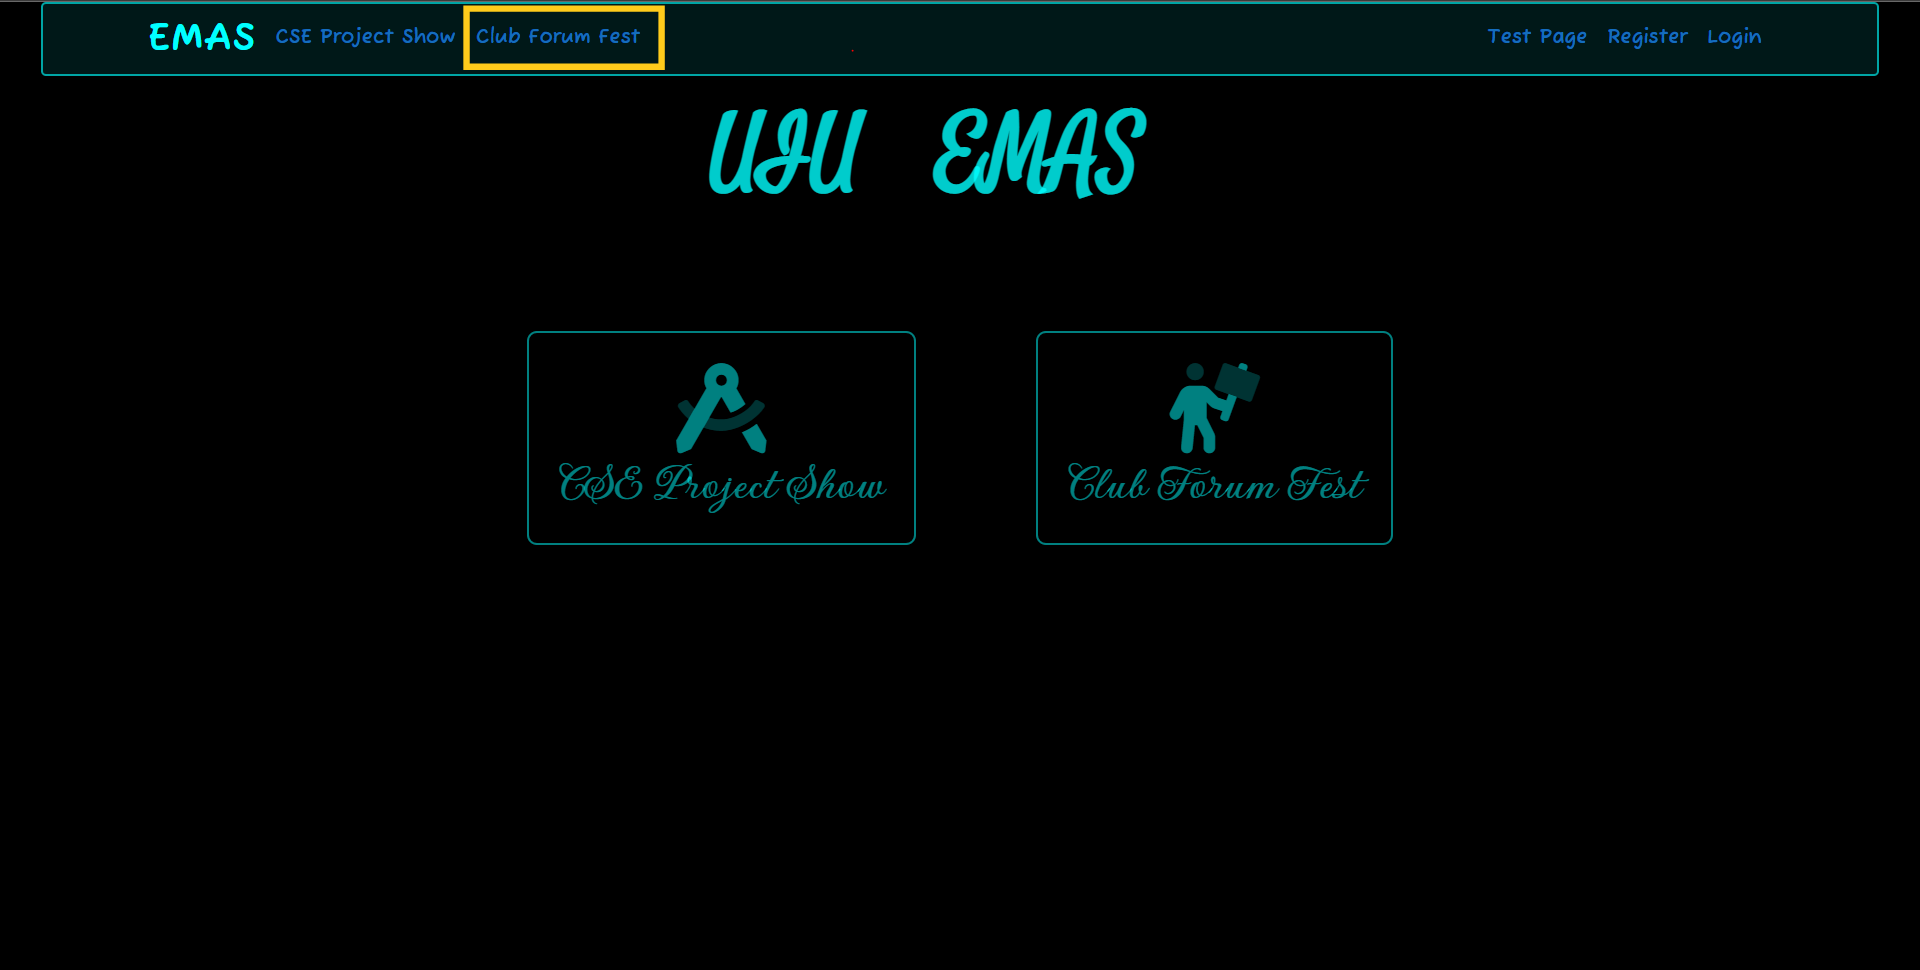 EMAS CSE Project Show Club Forum Fest Test Page Register Login
UIU EMAS
CSE Project Show
Club Forum Fest